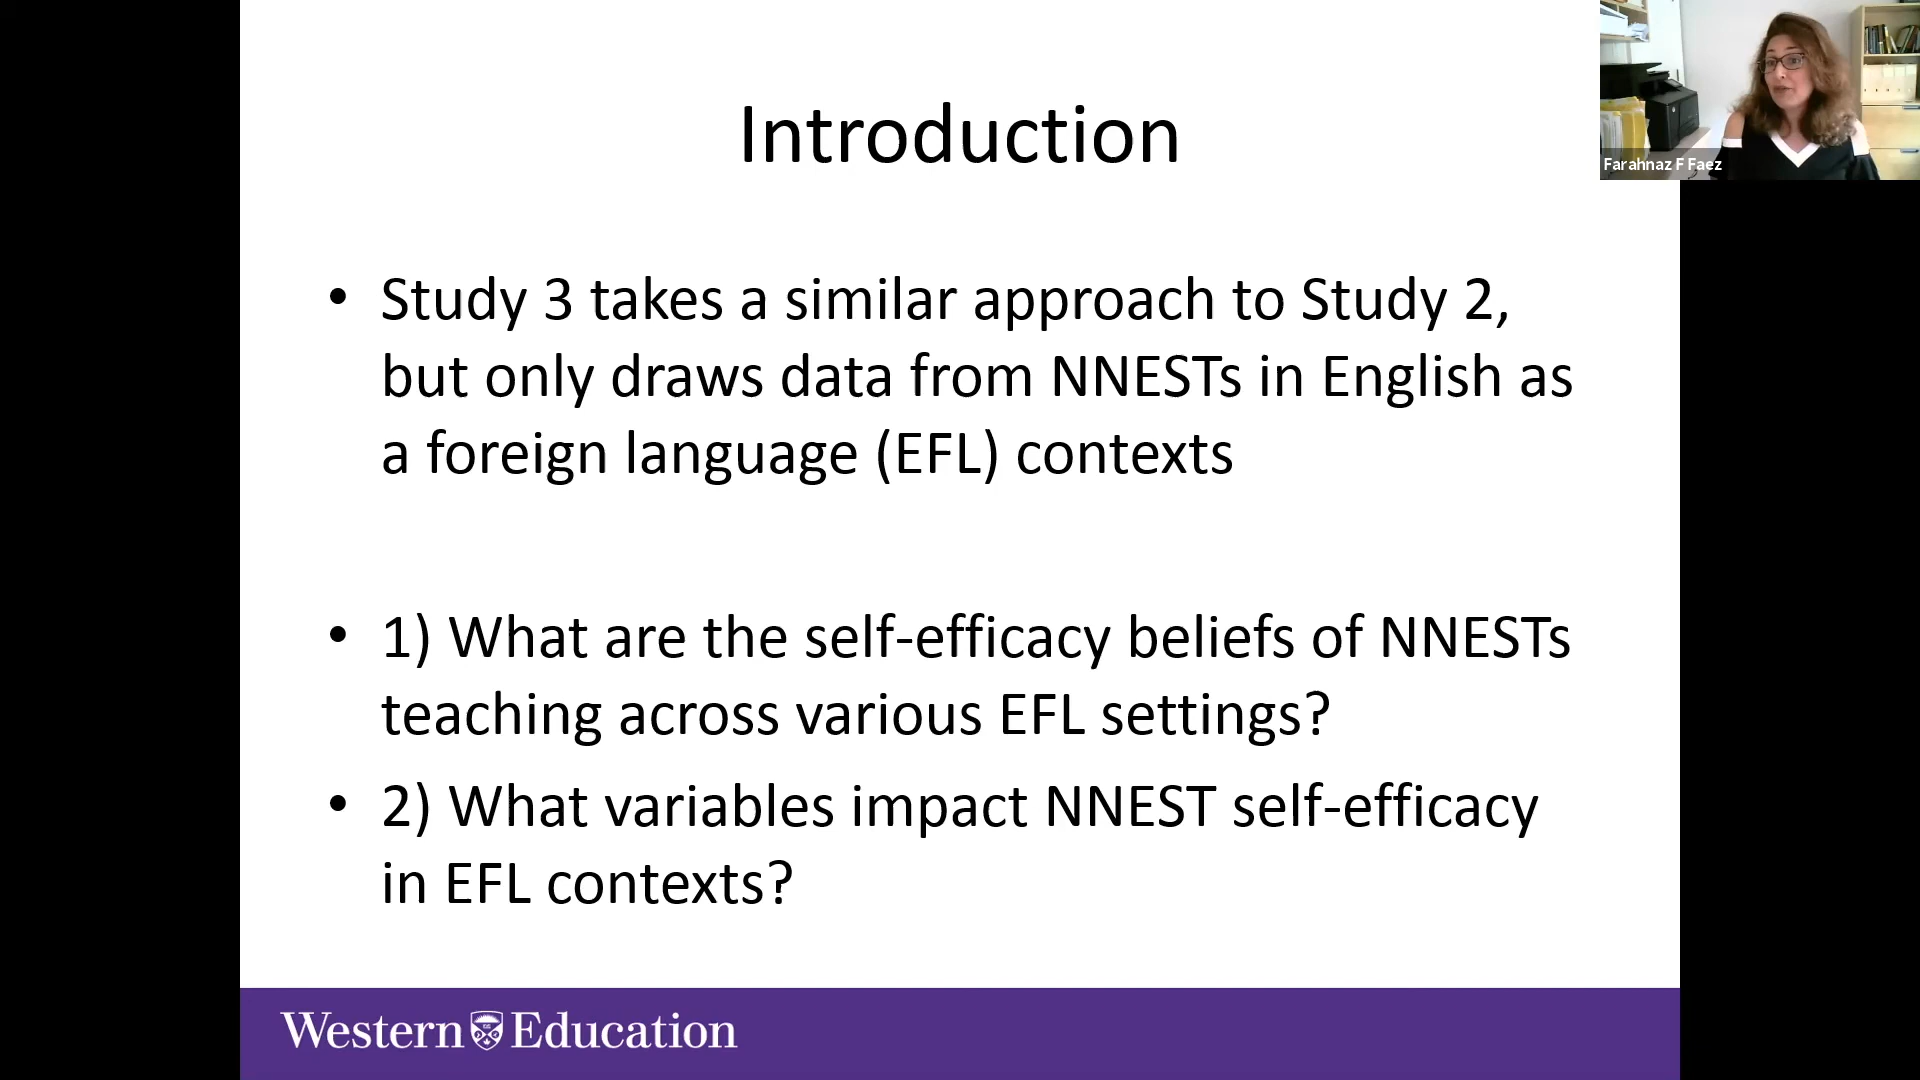 Introduction
Farahnaz F Faez
• Study 3 takes a similar approach to Study 2,
but only draws data from NNESTs in English as
a foreign language (EFL) contexts
• 1) What are the self-efficacy beliefs of NNESTs
teaching across various EFL settings?
• 2) What variables impact NNEST self-efficacy
in EFL contexts?
Western Education